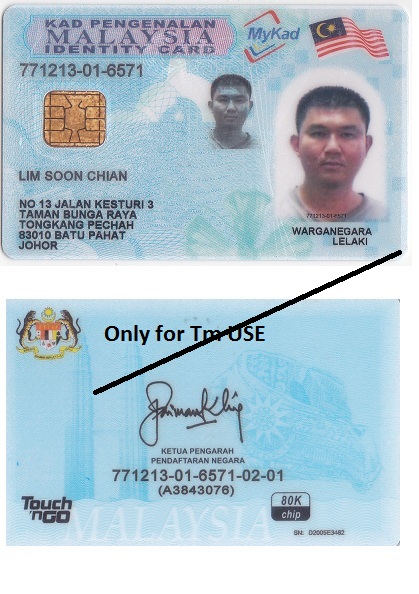 KAD PENGENALAN
MALAYSIA
IDENTITY CARD
MyKad
771213-01-6571
LIM SOON CHIAN
NO 13 JALAN KESTURI 3
TAMAN BUNGA RAYA
TONGKANG PECHAH
83010 BATU PAHAT
JOHOR
771213-01-6571
WARGANEGARA
LELAKI
Only for Tm USE
KETUA PENGARAH
PENDAFTARAN NEGARA
771213-01-6571-02-01
(A3843076)
Touch
'nGO
80K
chip
MALAYSIA
SN: D2005E3482